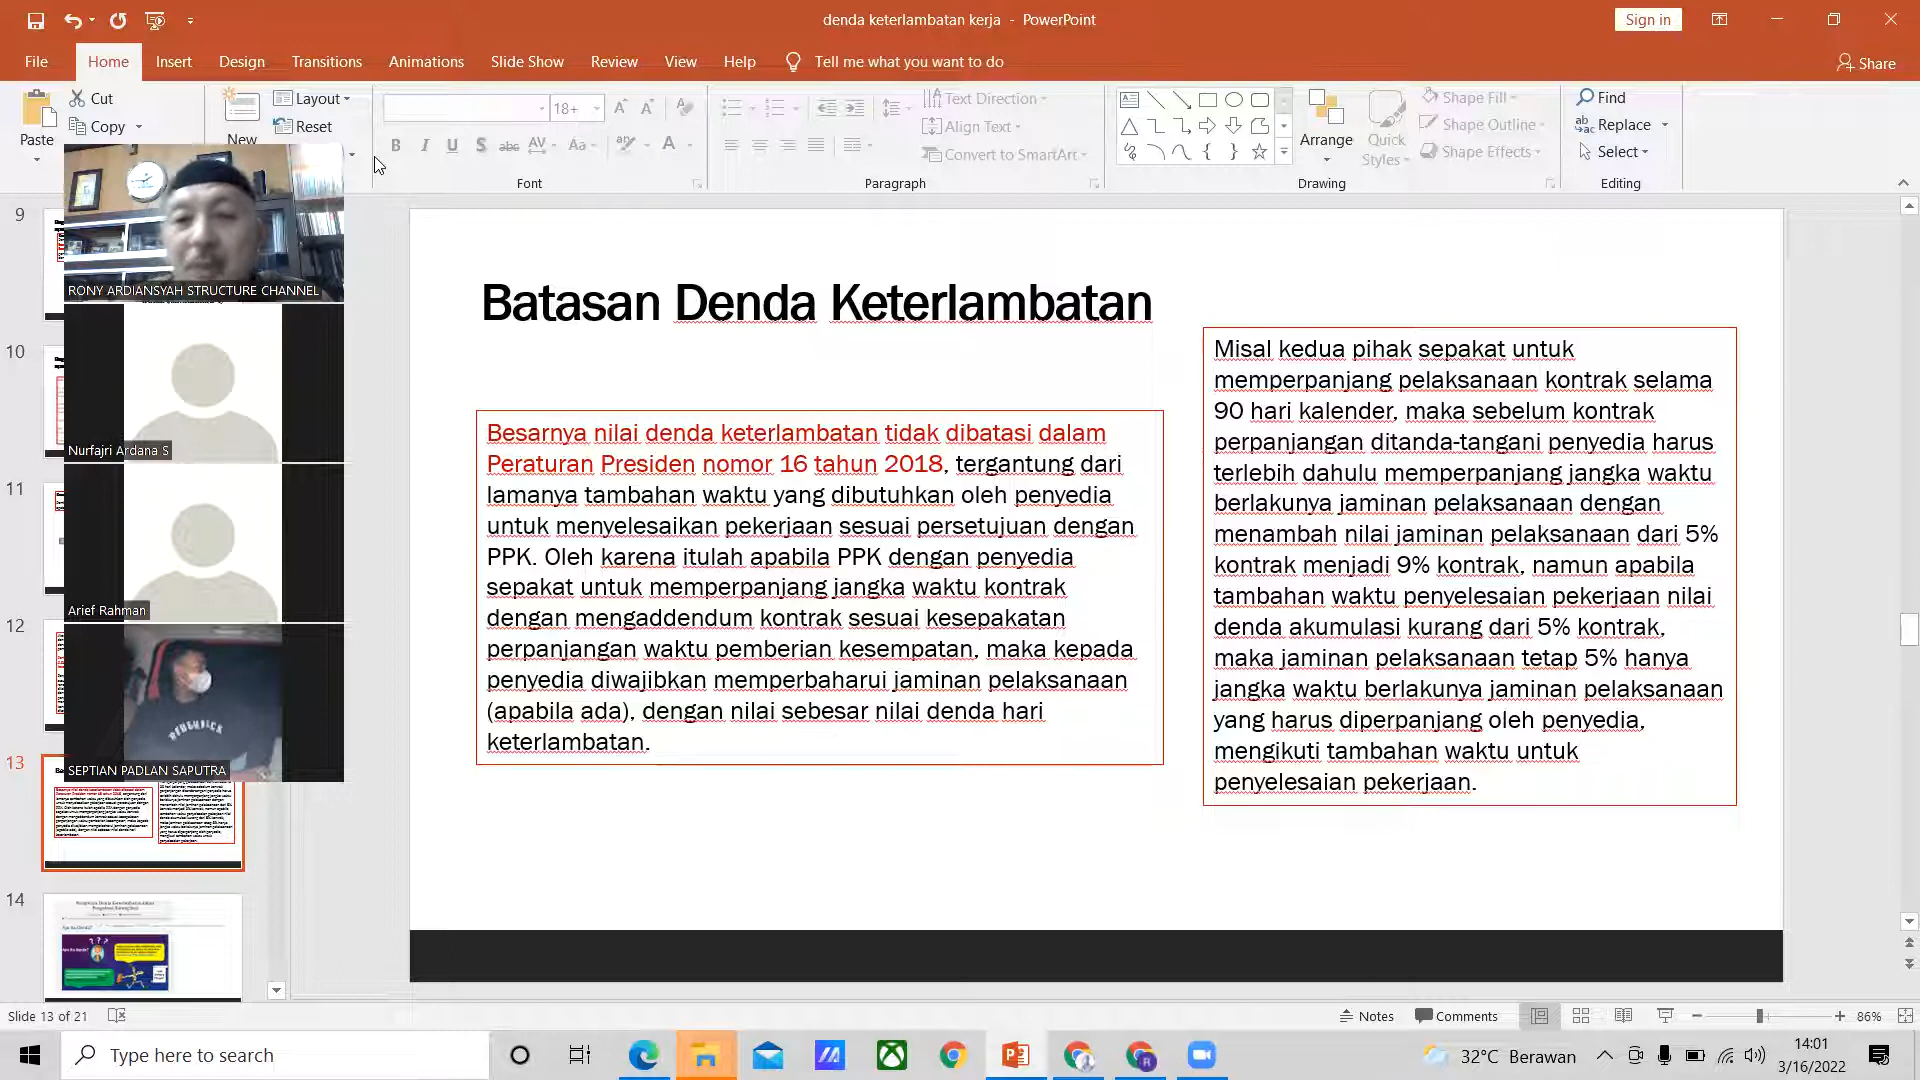 denda keterlambatan kerja - PowerPoint
Sign in
File
Home
Insert
Design
Transitions
Animations
Slide Show
Review
View
Help
Tell me what you want to do
Share
Paste
Cut
Copy
New
Layout
Reset
18+
Font
Text Direction
Align Text
Convert to SmartArt
Paragraph
Arrange
Quick
Styles
Shape Fill
Shape Outline
Shape Effects
Drawing
Find
Replace
Select
Editing
RONY ARDIANSYAH STRUCTURE CHANNEL
Nurfajri Ardana S
Arief Rahman
SEPTIAN PADLAN SAPUTRA
9
10
11
12
13
14
Batasan Denda Keterlambatan
Besarnya nilai denda keterlambatan tidak dibatasi dalam
Peraturan Presiden nomor 16 tahun 2018, tergantung dari
lamanya tambahan waktu yang dibutuhkan oleh penyedia
untuk menyelesaikan pekerjaan sesuai persetujuan dengan
PPK. Oleh karena itulah apabila PPK dengan penyedia
sepakat untuk memperpanjang jangka waktu kontrak
dengan mengaddendum kontrak sesuai kesepakatan
perpanjangan waktu pemberian kesempatan, maka kepada
penyedia diwajibkan memperbaharui jaminan pelaksanaan
(apabila ada), dengan nilai sebesar nilai denda hari
keterlambatan.
Misal kedua pihak sepakat untuk
memperpanjang pelaksanaan kontrak selama
90 hari kalender, maka sebelum kontrak
perpanjangan ditanda-tangani penyedia harus
terlebih dahulu memperpanjang jangka waktu
berlakunya jaminan pelaksanaan dengan
menambah nilai jaminan pelaksanaan dari 5%
kontrak menjadi 9% kontrak, namun apabila
tambahan waktu penyelesaian pekerjaan nilai
denda akumulasi kurang dari 5% kontrak,
maka jaminan pelaksanaan tetap 5% hanya
jangka waktu berlakunya jaminan pelaksanaan
yang harus diperpanjang oleh penyedia,
mengikuti tambahan waktu untuk
penyelesaian pekerjaan.
Slide 13 of 21
Notes
Comments
86%
Type here to search
32°C Berawan
14:01
3/16/2022